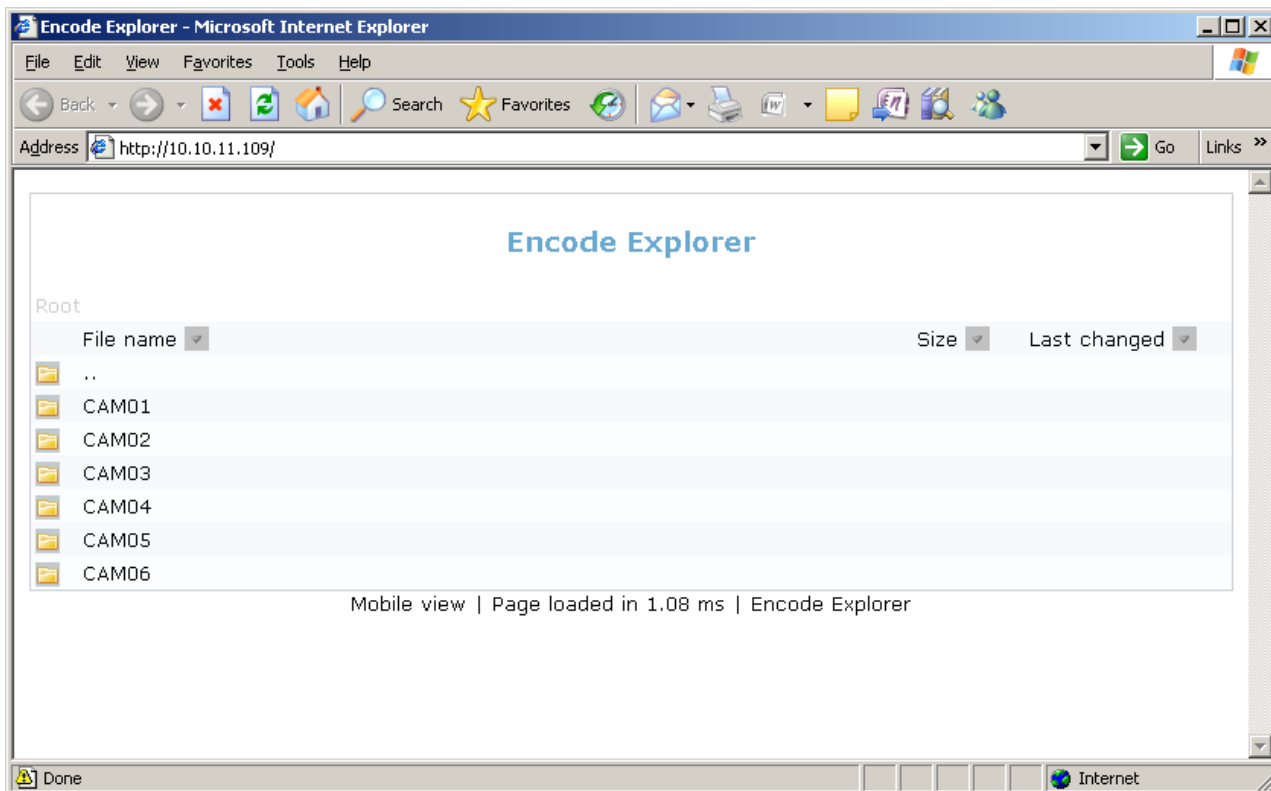 Encode Explorer - Microsoft Internet Explorer
File Edit View Favorites Tools Help
Back Search Favorites
Address http://10.10.11.109/ Go Links »
Encode Explorer
Root
File name Size Last changed
..
CAM01
CAM02
CAM03
CAM04
CAM05
CAM06
Mobile view | Page loaded in 1.08 ms | Encode Explorer
Done Internet